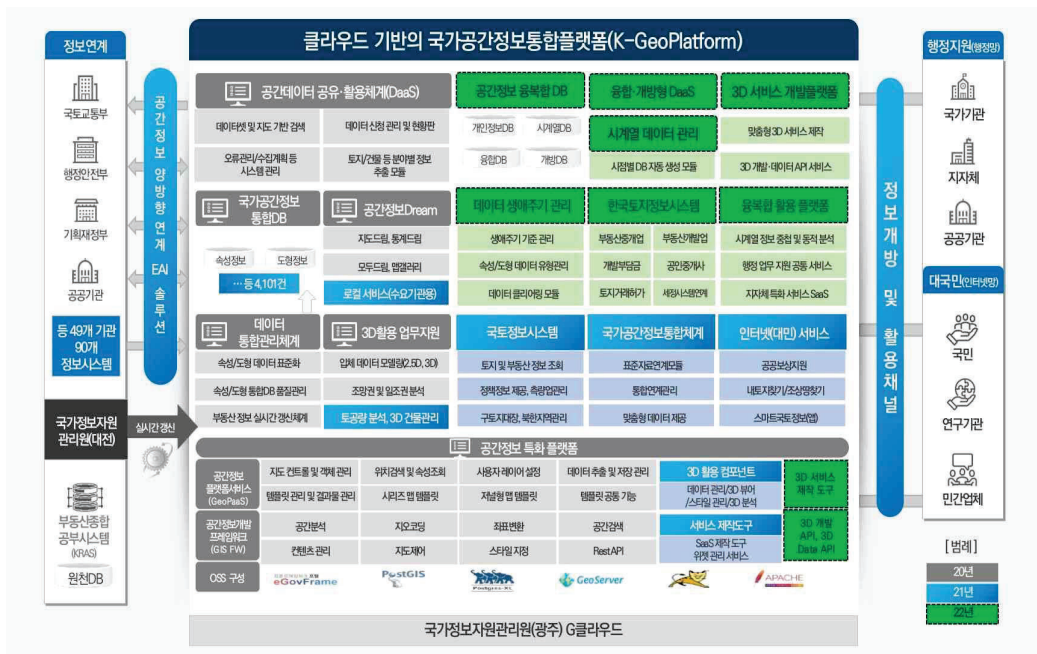 클라우드 기반의 국가공간정보통합플랫폼(K-GeoPlatform)
정보연계
국토교통부
행정안전부
기획재정부
공공기관
등 49개 기관
90개
정보시스템
국가정보자원
관리원(대전)
부동산종합
공부시스템
(KRAS)
원천DB
공간정보 양방향 연계 EAI 솔루션
실시간 갱신
공간데이터 공유·활용체계(DaaS)
데이터셋 및 지도 기반 검색
데이터 신청 관리 및 현황판
오류관리/수집계획 등
시스템 관리
토지/건물 등 분야별 정보
추출 모듈
공간정보 융복합 DB
개인정보DB
시계열DB
융합DB
개방DB
융합·개방형 DaaS
시계열 데이터 관리
시점별 DB 자동 생성 모듈
3D 서비스 개발플랫폼
맞춤형 3D 서비스 제작
3D 개발·데이터 API 서비스
국가공간정보
통합DB
속성정보
도형정보
…등 4,101건
공간정보Dream
지도드림, 통계드림
모두드림, 맵갤러리
로컬 서비스(수요기관용)
데이터 생애주기 관리
생애주기 기준 관리
속성/도형 데이터 유형관리
데이터 클리어링 모듈
한국토지정보시스템
부동산중개업
부동산개발업
개발부담금
공인중개사
토지거래허가
세정시스템연계
융복합 활용 플랫폼
시계열 정보 중첩 및 동적 분석
행정 업무 지원 공통 서비스
지자체 특화 서비스 SaaS
데이터
통합관리체계
속성/도형 데이터 표준화
속성/도형 통합DB 품질관리
부동산 정보 실시간 갱신체계
3D활용 업무지원
입체 데이터 모델링(2.5D, 3D)
조망권 및 일조권 분석
토공량 분석, 3D 건물관리
국토정보시스템
토지 및 부동산 정보 조회
정책정보 제공, 측량업관리
구토지대장, 북한지역관리
국가공간정보통합체계
표준자료연계모듈
통합연계관리
맞춤형 데이터 제공
인터넷(대민) 서비스
공공보상지원
내토지찾기/조상땅찾기
스마트국토정보(앱)
공간정보 특화 플랫폼
공간정보
플랫폼서비스
(GeoPaaS)
지도 컨트롤 및 객체 관리
위치검색 및 속성조회
사용자 레이어 설정
데이터 추출 및 저장 관리
템플릿 관리 및 결과물 관리
시리즈 맵 템플릿
저널형 맵 템플릿
템플릿 공통 기능
3D 활용 컴포넌트
데이터 관리/3D 뷰어
/스타일 관리/3D 분석
3D 서비스
제작 도구
공간정보개발
프레임워크
(GIS FW)
공간분석
지오코딩
좌표변환
공간검색
컨텐츠 관리
지도제어
스타일 지정
Rest API
서비스 제작도구
SaaS 제작 도구
위젯 관리 서비스
3D 개발
API, 3D
Data API
OSS 구성
eGovFrame
PostGIS
Postgres-XL
GeoServer
APACHE
국가정보자원관리원(광주) G클라우드
정보개방 및 활용채널
행정지원(행정망)
국가기관
지자체
공공기관
대국민(인터넷망)
국민
연구기관
민간업체
[범례]
20년
21년
22년